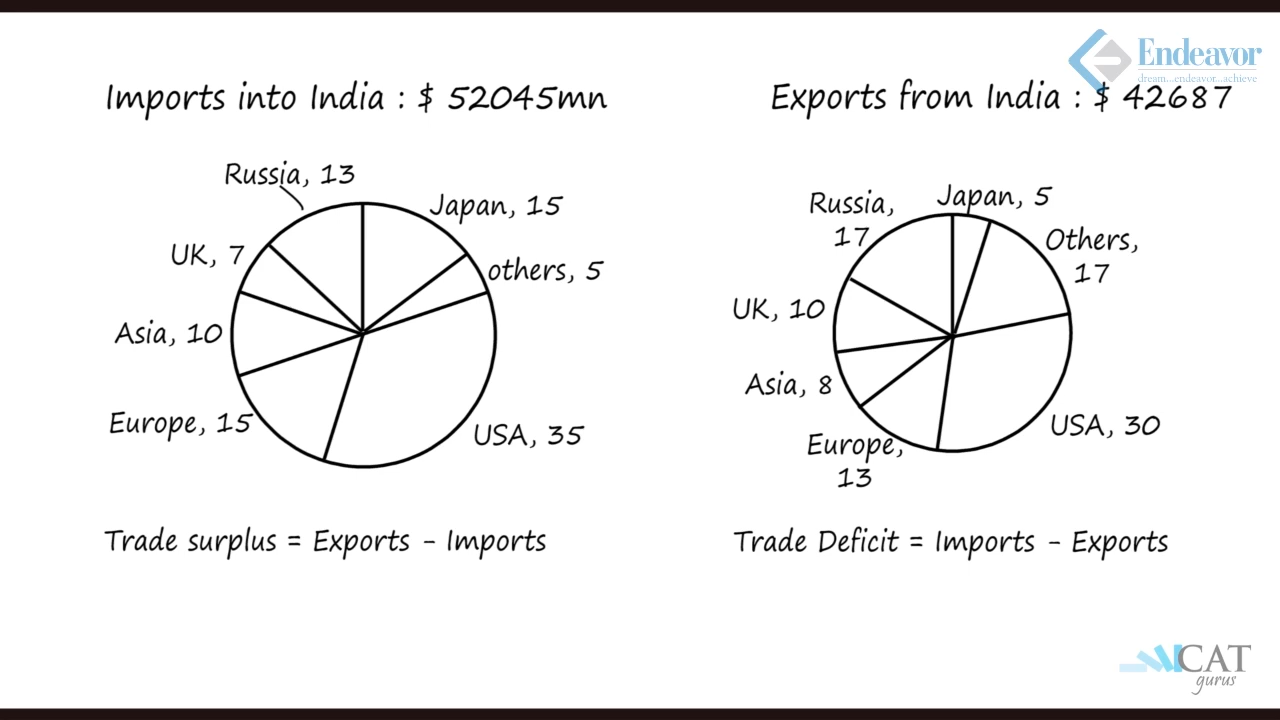 Endeavor
dream...endeavor...achieve
Imports into India : $ 52045mn
Exports from India : $ 42687
Russia, 13
Japan, 15
UK, 7
others, 5
Asia, 10
Europe, 15
USA, 35
Russia,
17
Japan, 5
Others,
17
UK, 10
Asia, 8
USA, 30
Europe,
13
Trade surplus = Exports - Imports
Trade Deficit = Imports - Exports
CAT
gurus